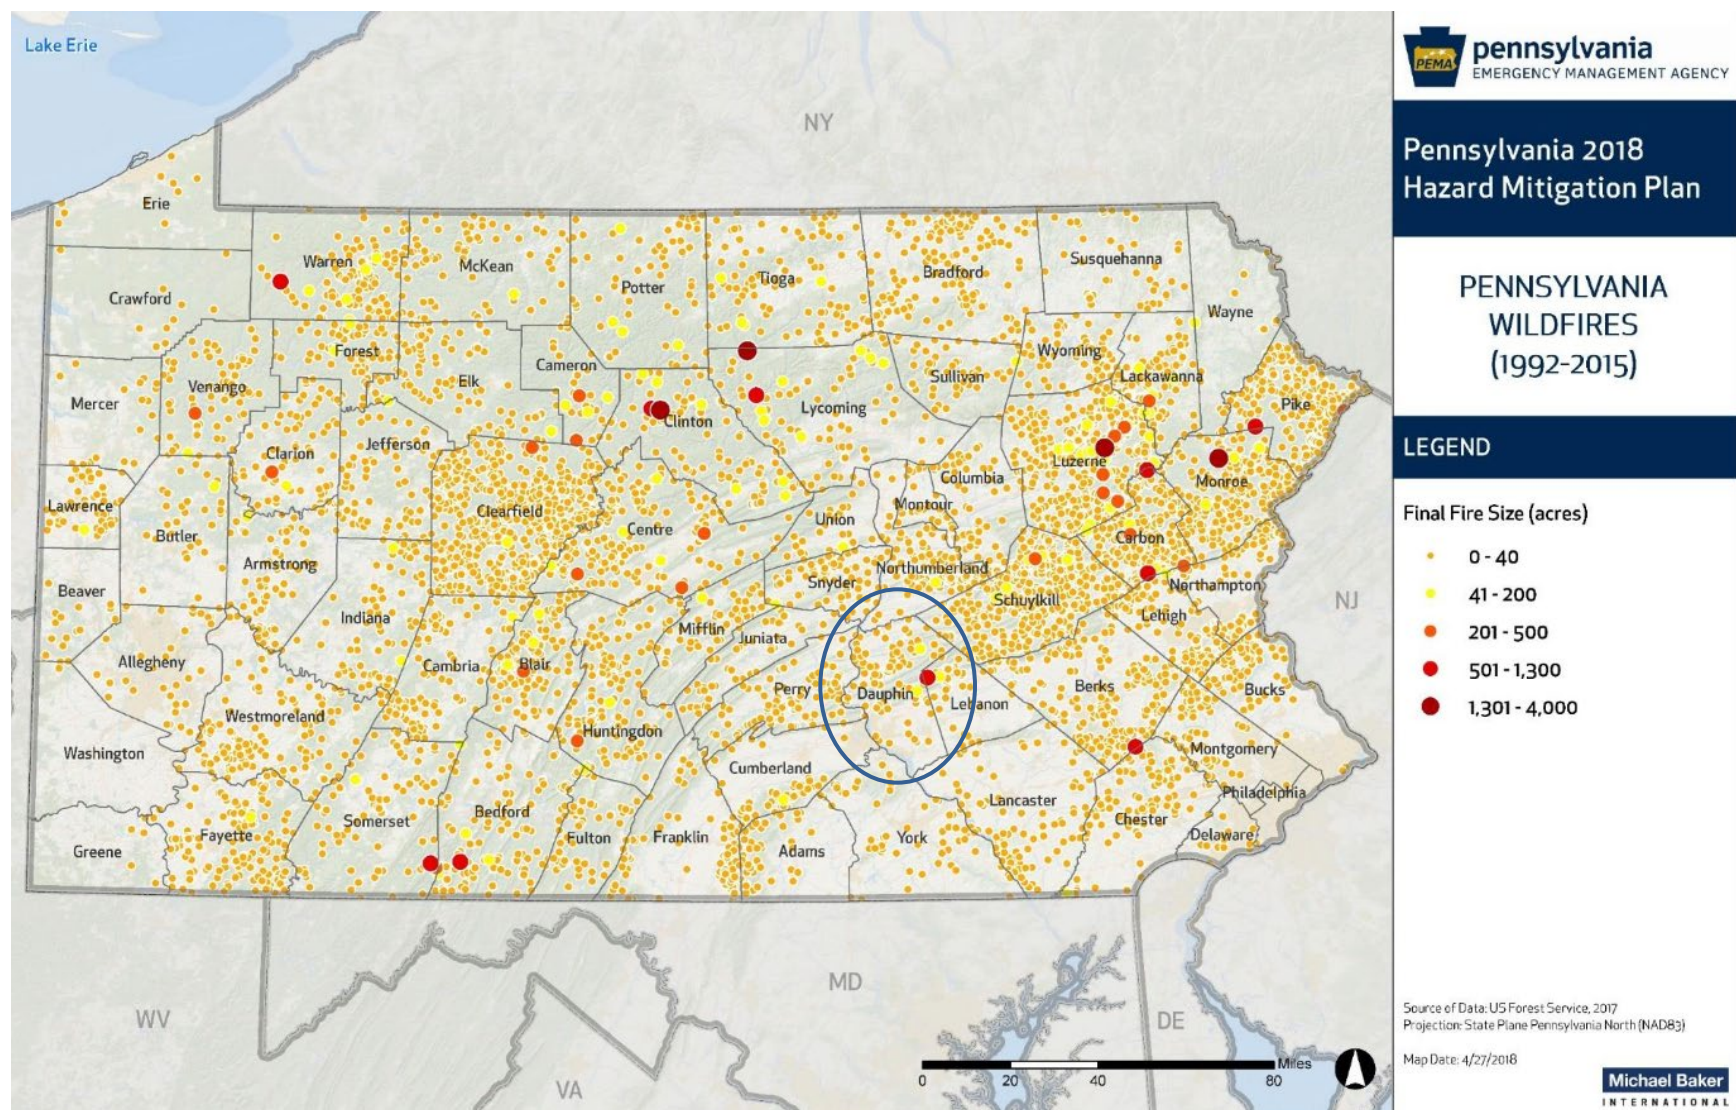 Lake Erie
NY
Erie
Warren
McKean
Potter
Tioga
Bradford
Susquehanna
Wayne
Crawford
Forest
Elk
Cameron
Clinton
Lycoming
Sullivan
Wyoming
Lackawanna
Pike
Mercer
Venango
Clarion
Jefferson
Clearfield
Centre
Union
Montour
Columbia
Luzerne
Monroe
Lawrence
Butler
Armstrong
Indiana
Snyder
Northumberland
Schuylkill
Carbon
Northampton
Lehigh
NJ
Beaver
Allegheny
Cambria
Blair
Mifflin
Juniata
Perry
Dauphin
Lebanon
Berks
Bucks
Westmoreland
Huntingdon
Cumberland
Montgomery
Washington
Philadelphia
Greene
Fayette
Somerset
Bedford
Fulton
Franklin
Adams
York
Lancaster
Chester
Delaware
WV
VA
MD
DE
0 20 40 80 Miles
PEMA
pennsylvania
EMERGENCY MANAGEMENT AGENCY
Pennsylvania 2018
Hazard Mitigation Plan
PENNSYLVANIA
WILDFIRES
(1992-2015)
LEGEND
Final Fire Size (acres)
0 - 40
41 - 200
201 - 500
501 - 1,300
1,301 - 4,000
Source of Data: US Forest Service, 2017
Projection: State Plane Pennsylvania North (NAD83)
Map Date: 4/27/2018
Michael Baker
INTERNATIONAL